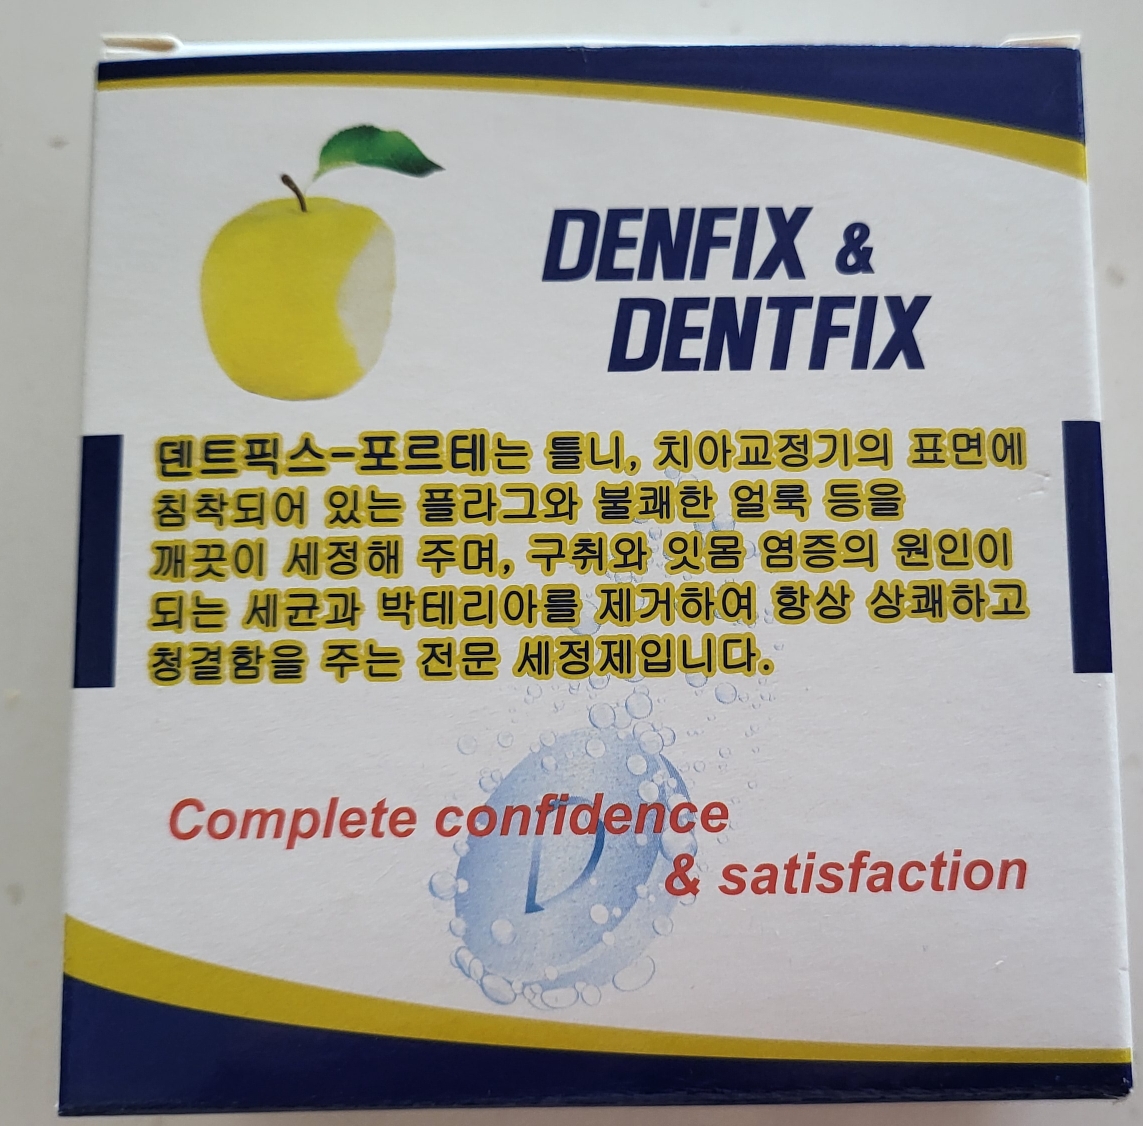 DENFIX &
DENTFIX
덴트픽스-포르테는 틀니, 치아교정기의 표면에
침착되어 있는 플라그와 불쾌한 얼룩 등을
깨끗이 세정해 주며, 구취와 잇몸 염증의 원인이
되는 세균과 박테리아를 제거하여 항상 상쾌하고
청결함을 주는 전문 세정제입니다.
Complete confidence
& satisfaction
D